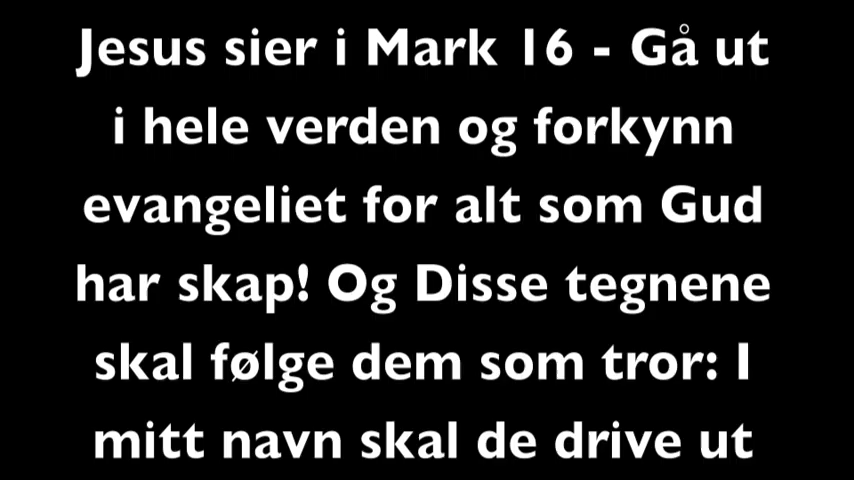 Jesus sier i Mark 16 - Gå ut
i hele verden og forkynn
evangeliet for alt som Gud
har skap! Og Disse tegnene
skal følge dem som tror: I
mitt navn skal de drive ut